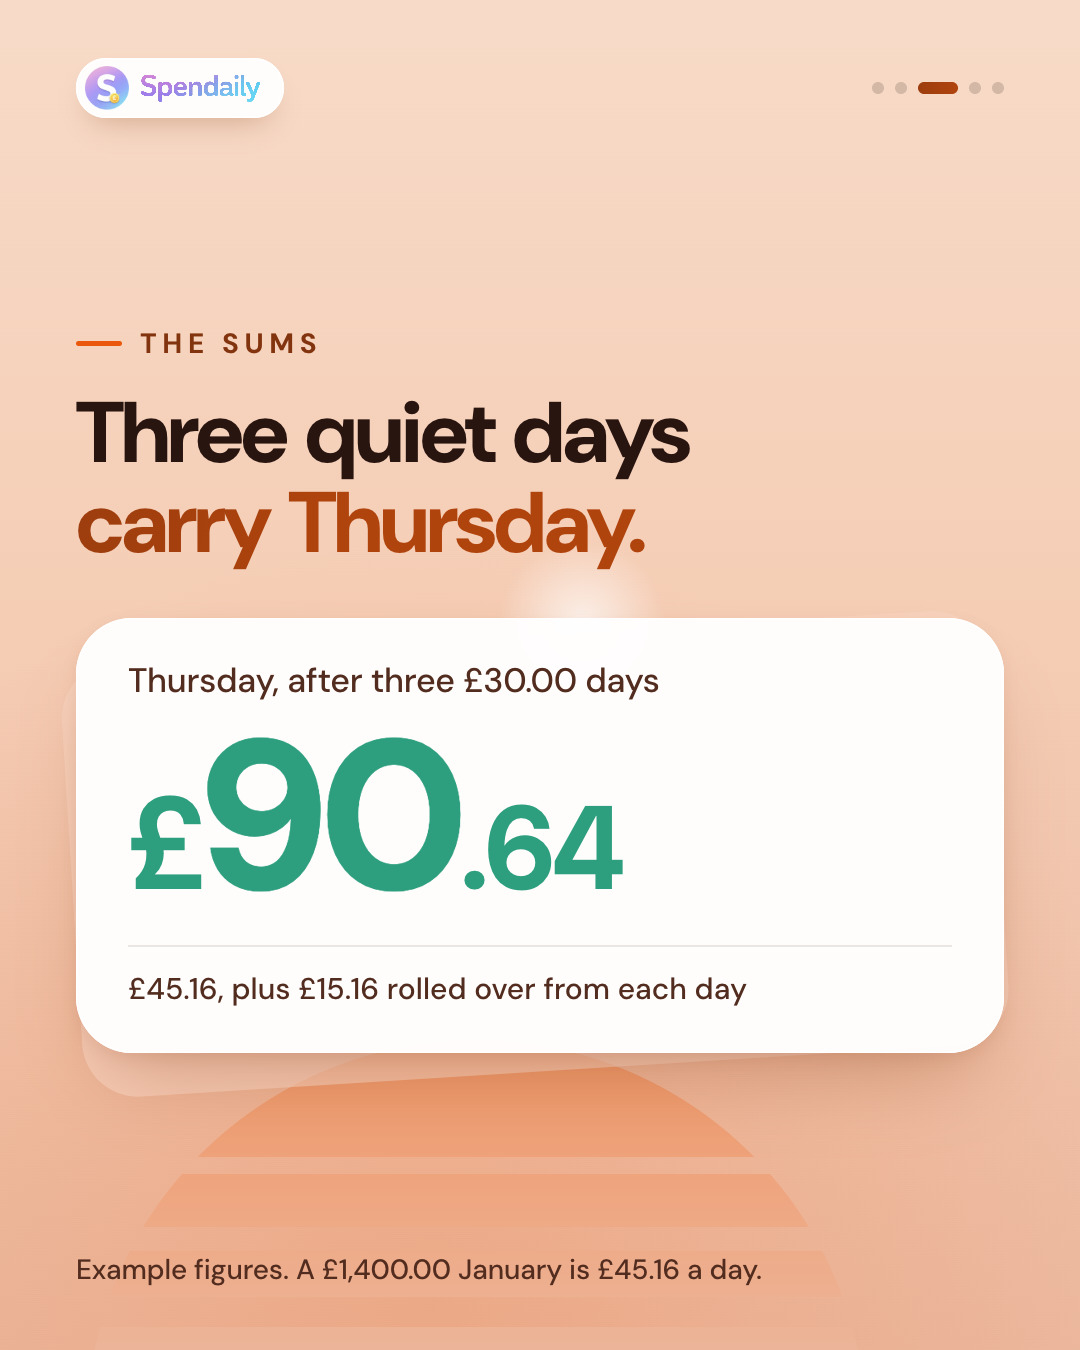 Spendaily
THE SUMS
Three quiet days
carry Thursday.
Thursday, after three £30.00 days
£90.64
£45.16, plus £15.16 rolled over from each day
Example figures. A £1,400.00 January is £45.16 a day.